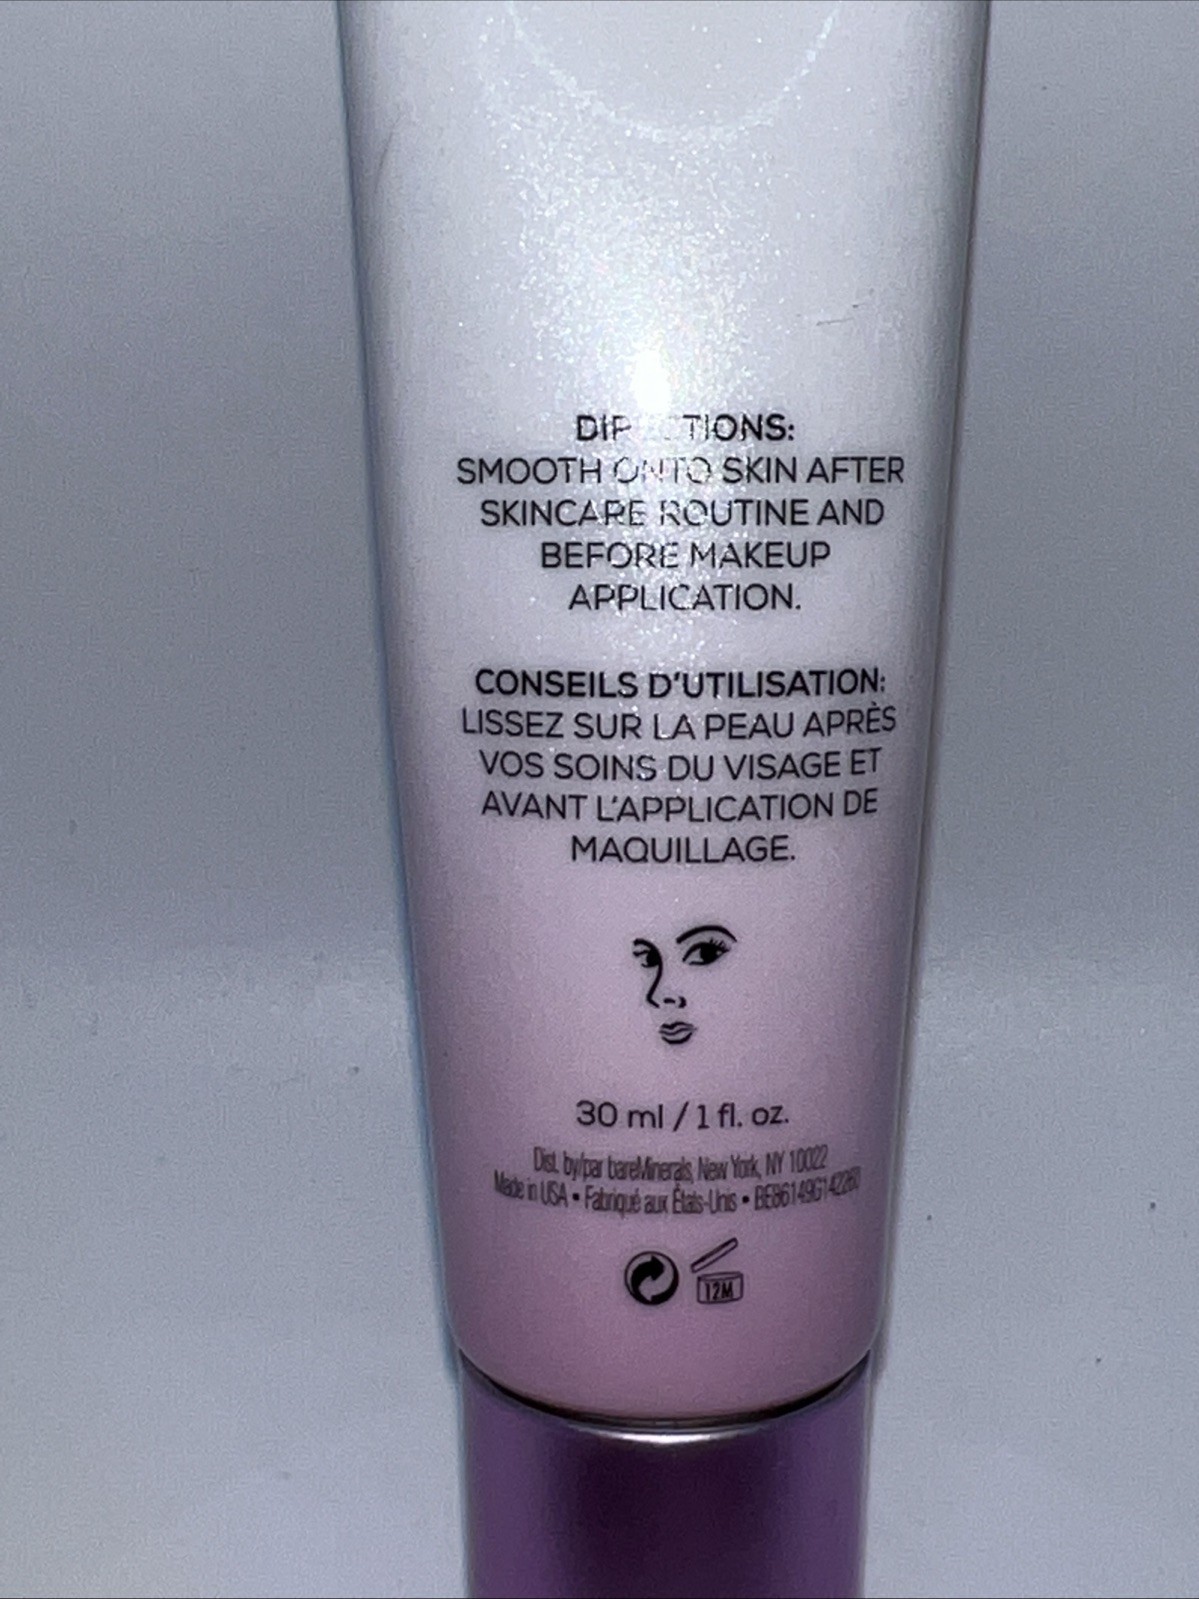 DIRECTIONS:
SMOOTH ONTO SKIN AFTER
SKINCARE ROUTINE AND
BEFORE MAKEUP
APPLICATION.
CONSEILS D'UTILISATION:
LISSEZ SUR LA PEAU APRÈS
VOS SOINS DU VISAGE ET
AVANT L'APPLICATION DE
MAQUILLAGE.
30 ml / 1 fl. oz.
Dist. by/par bareMinerals, New York, NY 10022
Made in USA • Fabriqué aux États-Unis •
12M